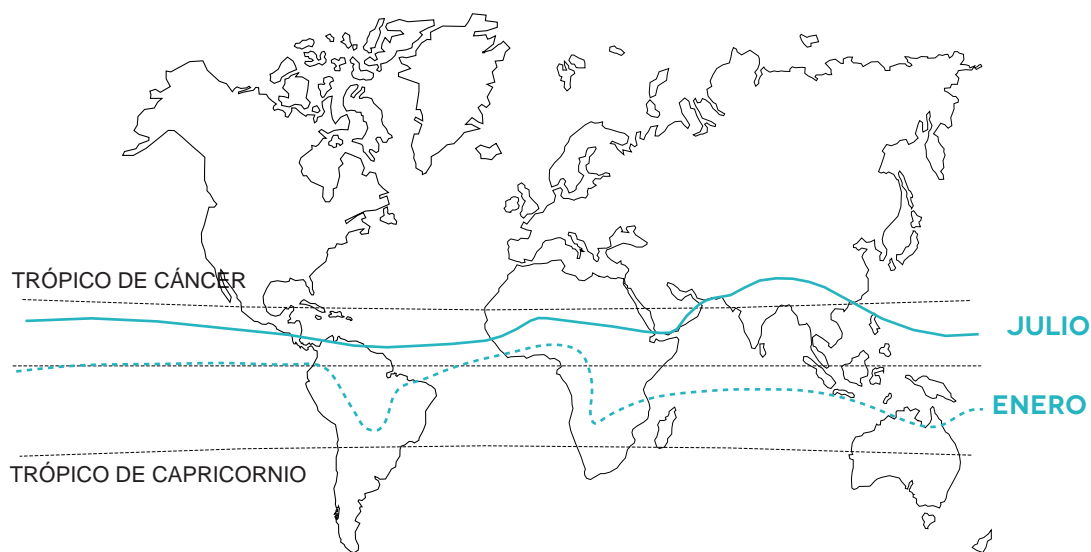 TRÓPICO DE CÁNCER
JULIO
ENERO
TRÓPICO DE CAPRICORNIO